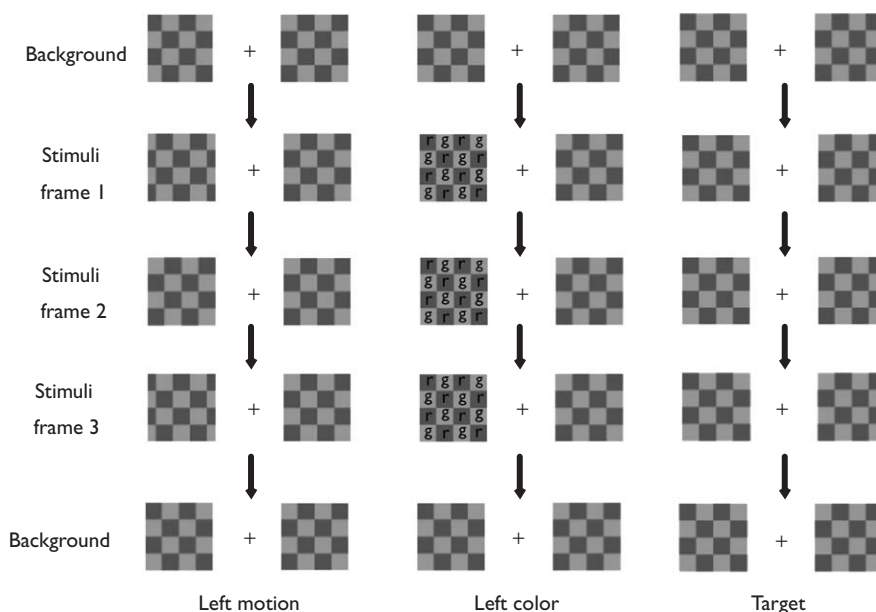 Background + + +
Stimuli
frame 1
r g r g
g r g r
r g r g
g r g r
+ + +
Stimuli
frame 2
r g r g
g r g r
r g r g
g r g r
+ + +
Stimuli
frame 3
r g r g
g r g r
r g r g
g r g r
+ + +
Background + + +
Left motion
Left color
Target